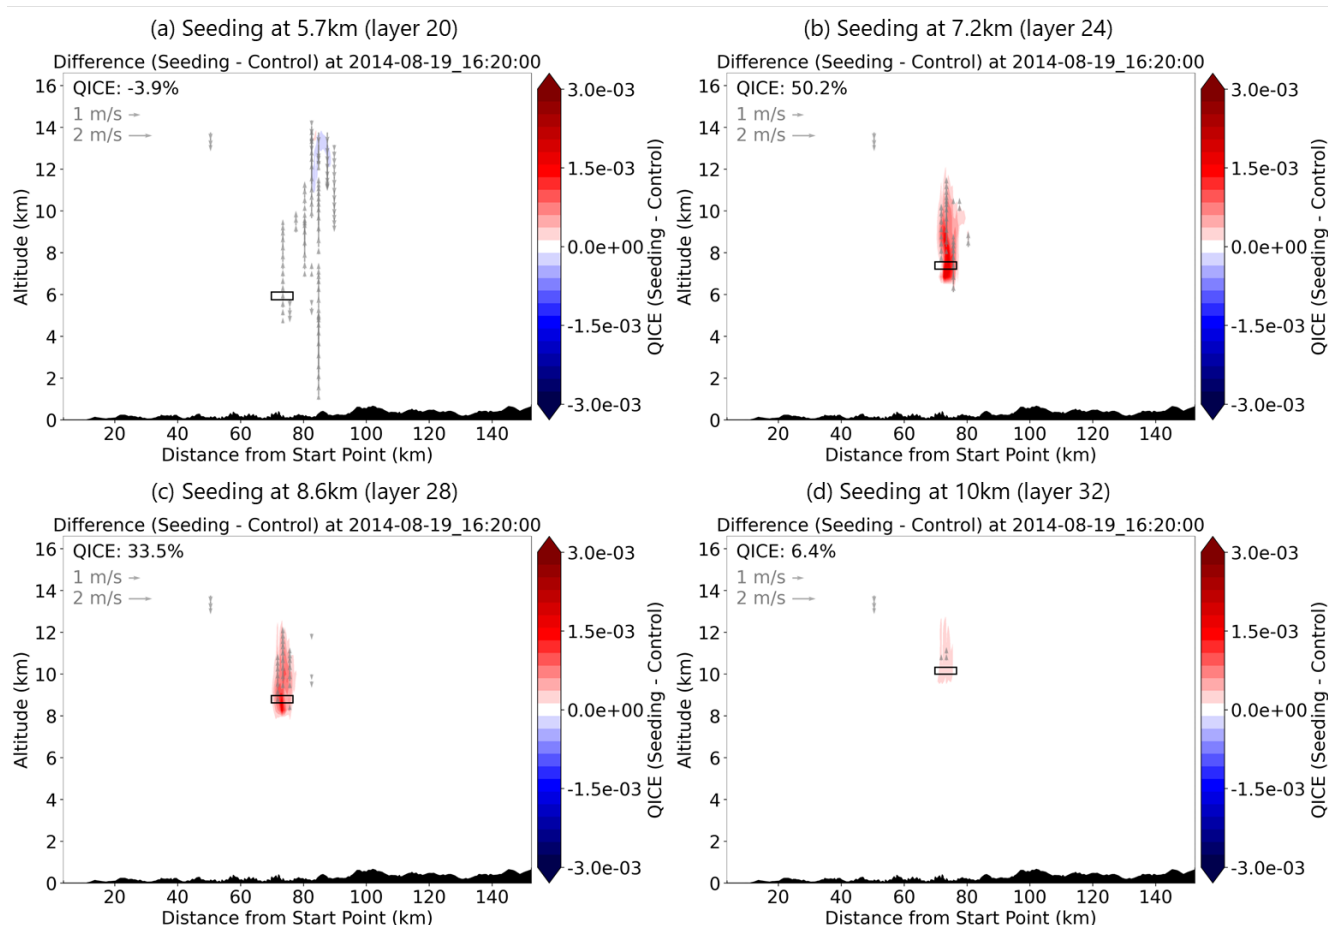 (a) Seeding at 5.7km (layer 20)
Difference (Seeding - Control) at 2014-08-19_16:20:00
QICE: -3.9%
1 m/s
2 m/s
16
14
12
10
8
6
4
2
0
Altitude (km)
20 40 60 80 100 120 140
Distance from Start Point (km)
3.0e-03
1.5e-03
0.0e+00
-1.5e-03
-3.0e-03
QICE (Seeding - Control)
(b) Seeding at 7.2km (layer 24)
Difference (Seeding - Control) at 2014-08-19_16:20:00
QICE: 50.2%
1 m/s
2 m/s
16
14
12
10
8
6
4
2
0
Altitude (km)
20 40 60 80 100 120 140
Distance from Start Point (km)
3.0e-03
1.5e-03
0.0e+00
-1.5e-03
-3.0e-03
QICE (Seeding - Control)
(c) Seeding at 8.6km (layer 28)
Difference (Seeding - Control) at 2014-08-19_16:20:00
QICE: 33.5%
1 m/s
2 m/s
16
14
12
10
8
6
4
2
0
Altitude (km)
20 40 60 80 100 120 140
Distance from Start Point (km)
3.0e-03
1.5e-03
0.0e+00
-1.5e-03
-3.0e-03
QICE (Seeding - Control)
(d) Seeding at 10km (layer 32)
Difference (Seeding - Control) at 2014-08-19_16:20:00
QICE: 6.4%
1 m/s
2 m/s
16
14
12
10
8
6
4
2
0
Altitude (km)
20 40 60 80 100 120 140
Distance from Start Point (km)
3.0e-03
1.5e-03
0.0e+00
-1.5e-03
-3.0e-03
QICE (Seeding - Control)